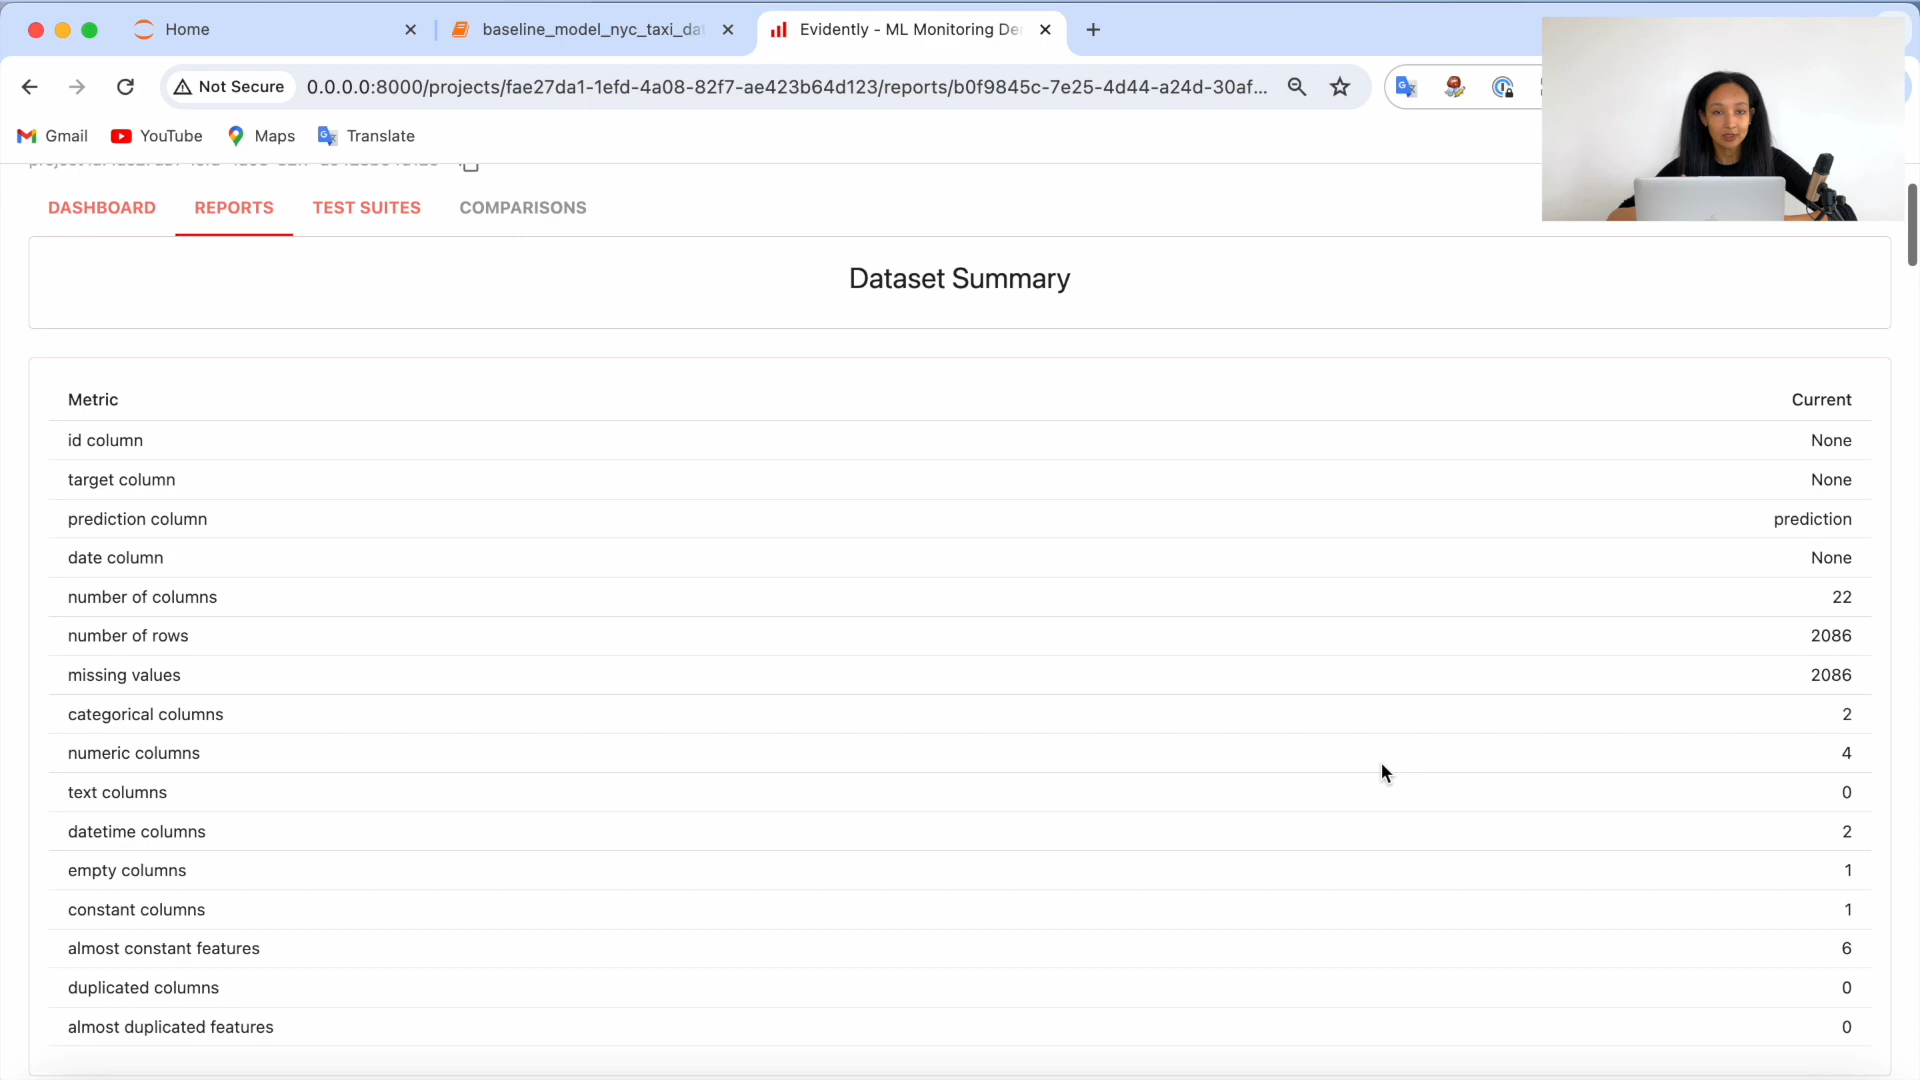 Home
baseline_model_nyc_taxi_dat
Evidently - ML Monitoring De
Not Secure
0.0.0.0:8000/projects/fae27da1-1efd-4a08-82f7-ae423b64d123/reports/b0f9845c-7e25-4d44-a24d-30af...
Gmail
YouTube
Maps
Translate
DASHBOARD
REPORTS
TEST SUITES
COMPARISONS
Dataset Summary
Metric Current
id column None
target column None
prediction column prediction
date column None
number of columns 22
number of rows 2086
missing values 2086
categorical columns 2
numeric columns 4
text columns 0
datetime columns 2
empty columns 1
constant columns 1
almost constant features 6
duplicated columns 0
almost duplicated features 0